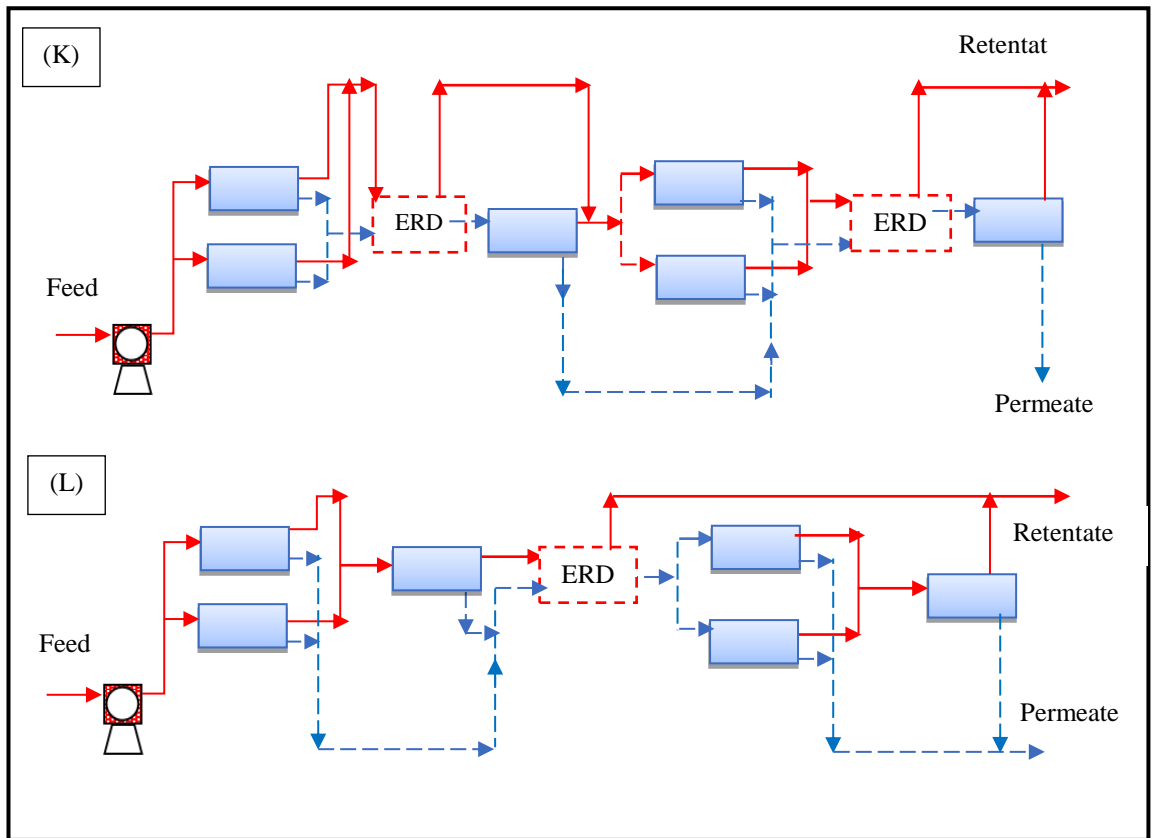 (K)
Retentat
ERD
ERD
Feed
Permeate
(L)
Retentate
ERD
Feed
Permeate